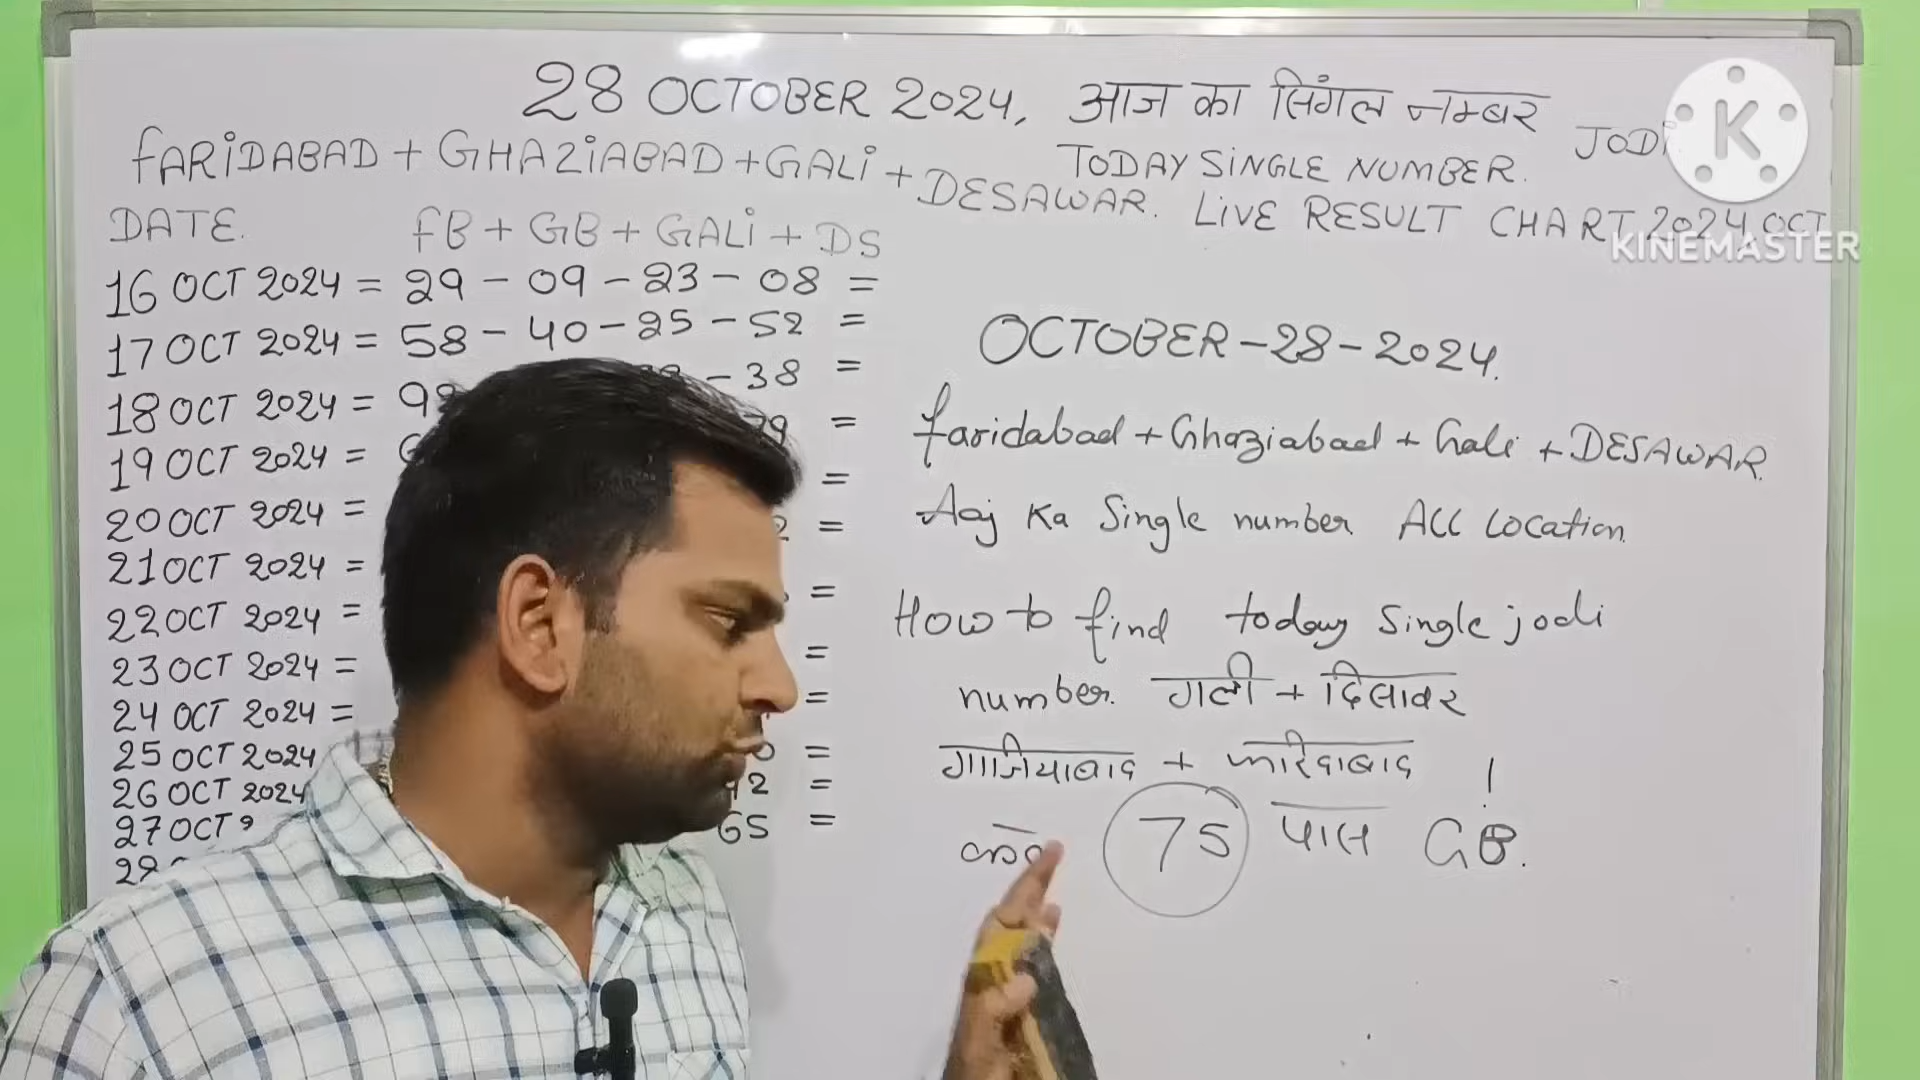 28 OCTOBER 2024, आज का सिंगल नम्बर
FARIDABAD + GHAZIABAD + GALI + DESAWAR.
TODAY SINGLE NUMBER. JODI
LIVE RESULT CHART 2024 OCT
K
KINEMASTER
DATE. FB + GB + GALI + DS
16 OCT 2024 = 29 - 09 - 23 - 08 =
17 OCT 2024 = 58 - 40 - 25 - 52 =
18 OCT 2024 = - 38 =
19 OCT 2024 = =
20 OCT 2024 = =
21 OCT 2024 = =
22 OCT 2024 = =
23 OCT 2024 = =
24 OCT 2024 = =
25 OCT 2024 =
26 OCT 2024 =
27 OCT 65 =
OCTOBER-28-2024.
Faridabad + Ghaziabad + Gali + DESAWAR.
Aaj Ka Single number. All Location.
How to find today single jodi
number. गली + दिसावर
गाजियाबाद + फरीदाबाद !
कल 75 पास GB.